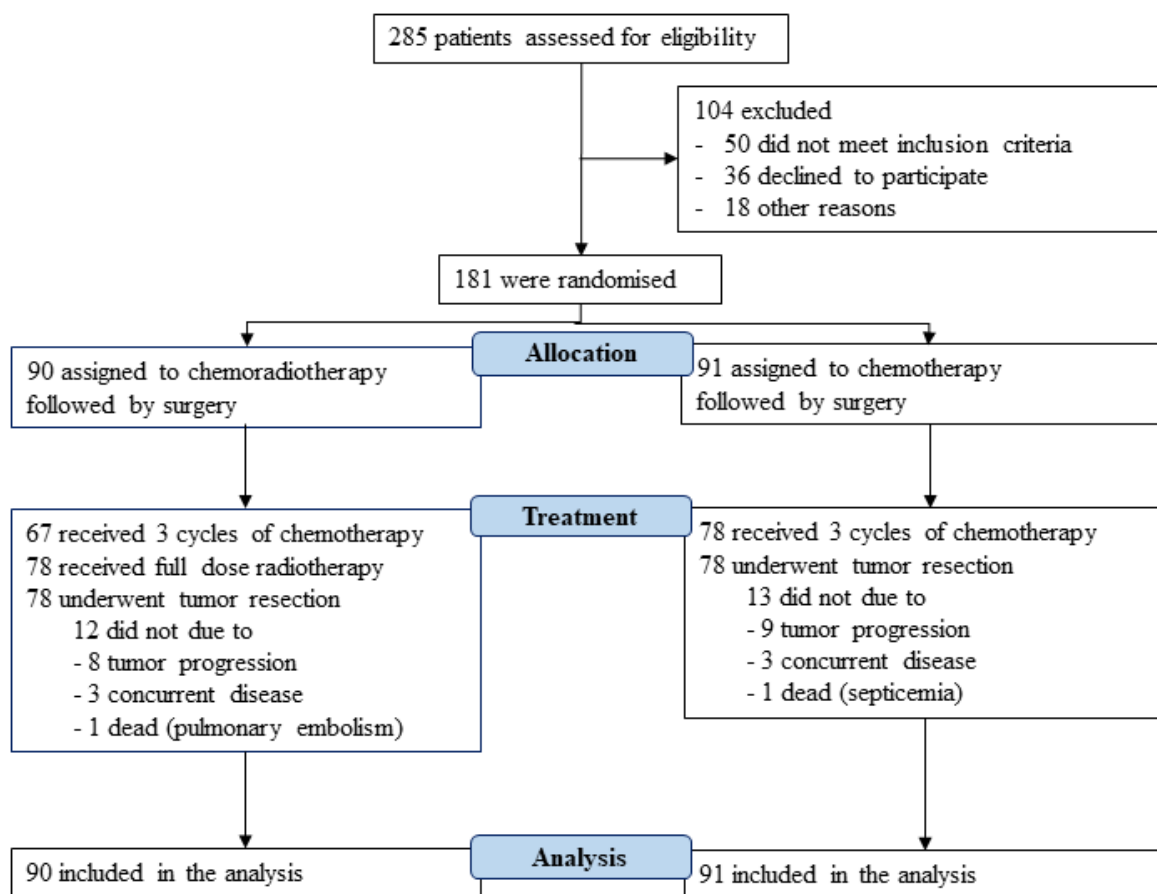 285 patients assessed for eligibility
104 excluded
- 50 did not meet inclusion criteria
- 36 declined to participate
- 18 other reasons
181 were randomised
Allocation
90 assigned to chemoradiotherapy
followed by surgery
91 assigned to chemotherapy
followed by surgery
Treatment
67 received 3 cycles of chemotherapy
78 received full dose radiotherapy
78 underwent tumor resection
12 did not due to
- 8 tumor progression
- 3 concurrent disease
- 1 dead (pulmonary embolism)
78 received 3 cycles of chemotherapy
78 underwent tumor resection
13 did not due to
- 9 tumor progression
- 3 concurrent disease
- 1 dead (septicemia)
Analysis
90 included in the analysis
91 included in the analysis